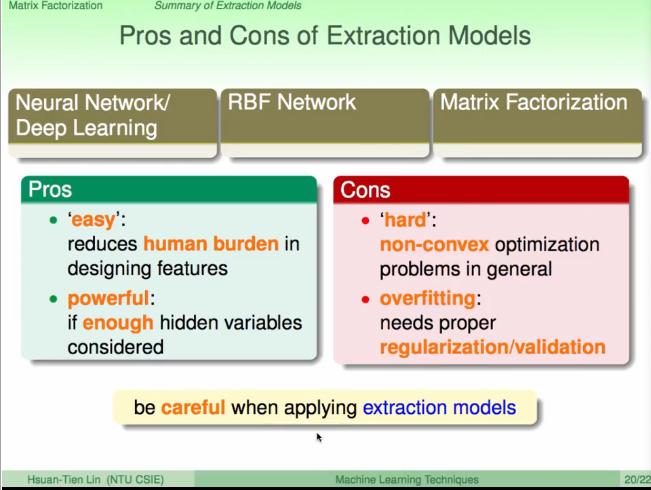 Matrix Factorization Summary of Extraction Models
Pros and Cons of Extraction Models
Neural Network/
Deep Learning
RBF Network
Matrix Factorization
Pros
• ‘easy’:
reduces human burden in
designing features
• powerful:
if enough hidden variables
considered
Cons
• ‘hard’:
non-convex optimization
problems in general
• overfitting:
needs proper
regularization/validation
be careful when applying extraction models
Hsuan-Tien Lin (NTU CSIE) Machine Learning Techniques 20/22